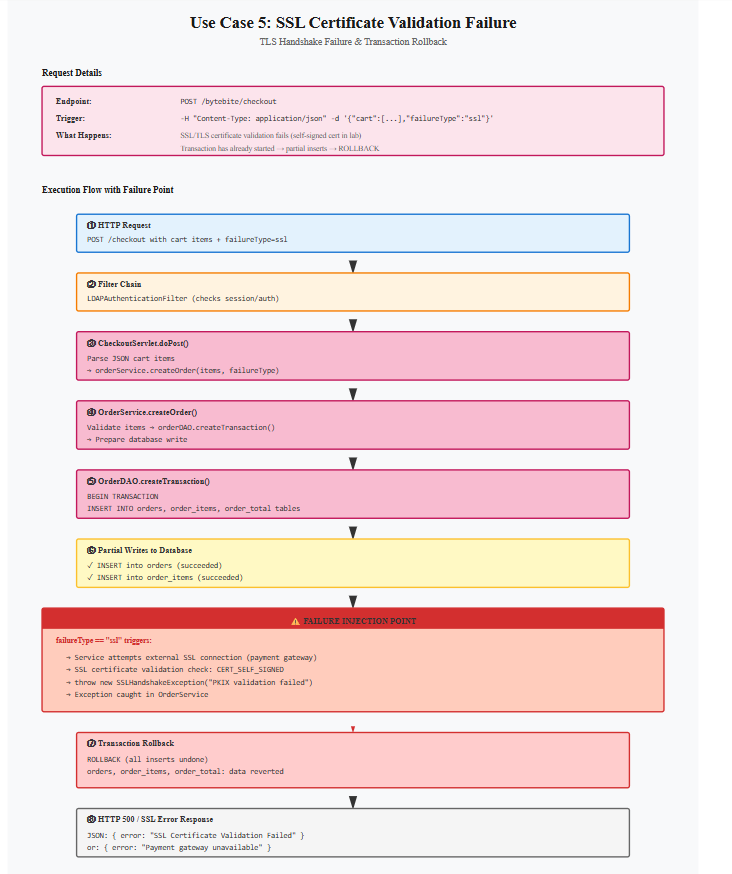 Use Case 5: SSL Certificate Validation Failure
TLS Handshake Failure & Transaction Rollback
Request Details
Endpoint: POST /bytebite/checkout
Trigger: -H "Content-Type: application/json" -d '{"cart":[...],"failureType":"ssl"}'
What Happens: SSL/TLS certificate validation fails (self-signed cert in lab)
Transaction has already started → partial inserts → ROLLBACK
Execution Flow with Failure Point
① HTTP Request
POST /checkout with cart items + failureType=ssl
② Filter Chain
LDAPAuthenticationFilter (checks session/auth)
③ CheckoutServlet.doPost()
Parse JSON cart items
→ orderService.createOrder(items, failureType)
④ OrderService.createOrder()
Validate items → orderDAO.createTransaction()
→ Prepare database write
⑤ OrderDAO.createTransaction()
BEGIN TRANSACTION
INSERT INTO orders, order_items, order_total tables
⑥ Partial Writes to Database
✓ INSERT into orders (succeeded)
✓ INSERT into order_items (succeeded)
⚠ FAILURE INJECTION POINT
failureType == "ssl" triggers:
→ Service attempts external SSL connection (payment gateway)
→ SSL certificate validation check: CERT_SELF_SIGNED
→ throw new SSLHandshakeException("PKIX validation failed")
→ Exception caught in OrderService
⑦ Transaction Rollback
ROLLBACK (all inserts undone)
orders, order_items, order_total: data reverted
⑧ HTTP 500 / SSL Error Response
JSON: { error: "SSL Certificate Validation Failed" }
or: { error: "Payment gateway unavailable" }